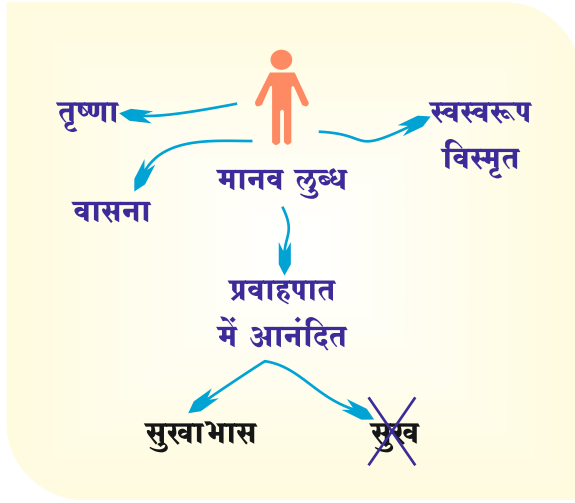 तृष्णा
स्वस्वरूप
विस्मृत
वासना
मानव लुब्ध
प्रवाहपात
में आनंदित
सुखाभास
सुख